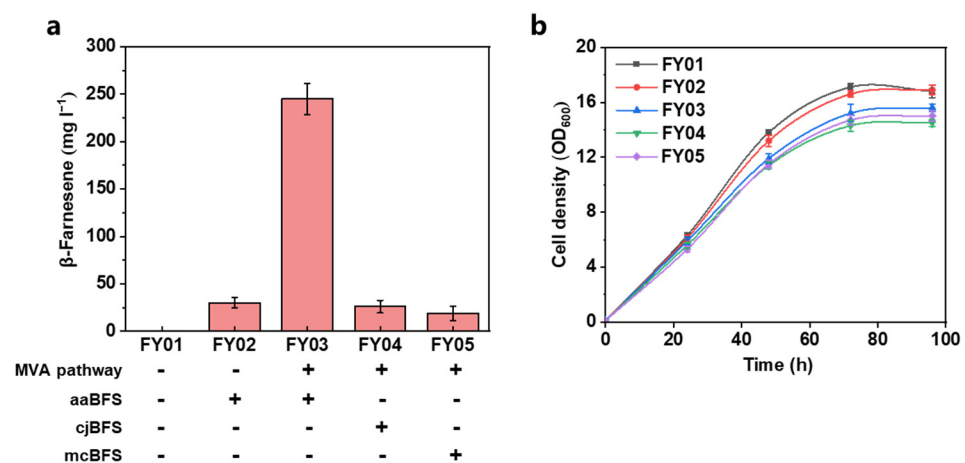 a
300
250
200
150
100
50
0
β-Farnesene (mg l⁻¹)
FY01 FY02 FY03 FY04 FY05
MVA pathway - - + + +
aaBFS - + + - -
cjBFS - - - + -
mcBFS - - - - +
b
20
16
12
8
4
0
Cell density (OD₆₀₀)
FY01
FY02
FY03
FY04
FY05
0 20 40 60 80 100
Time (h)